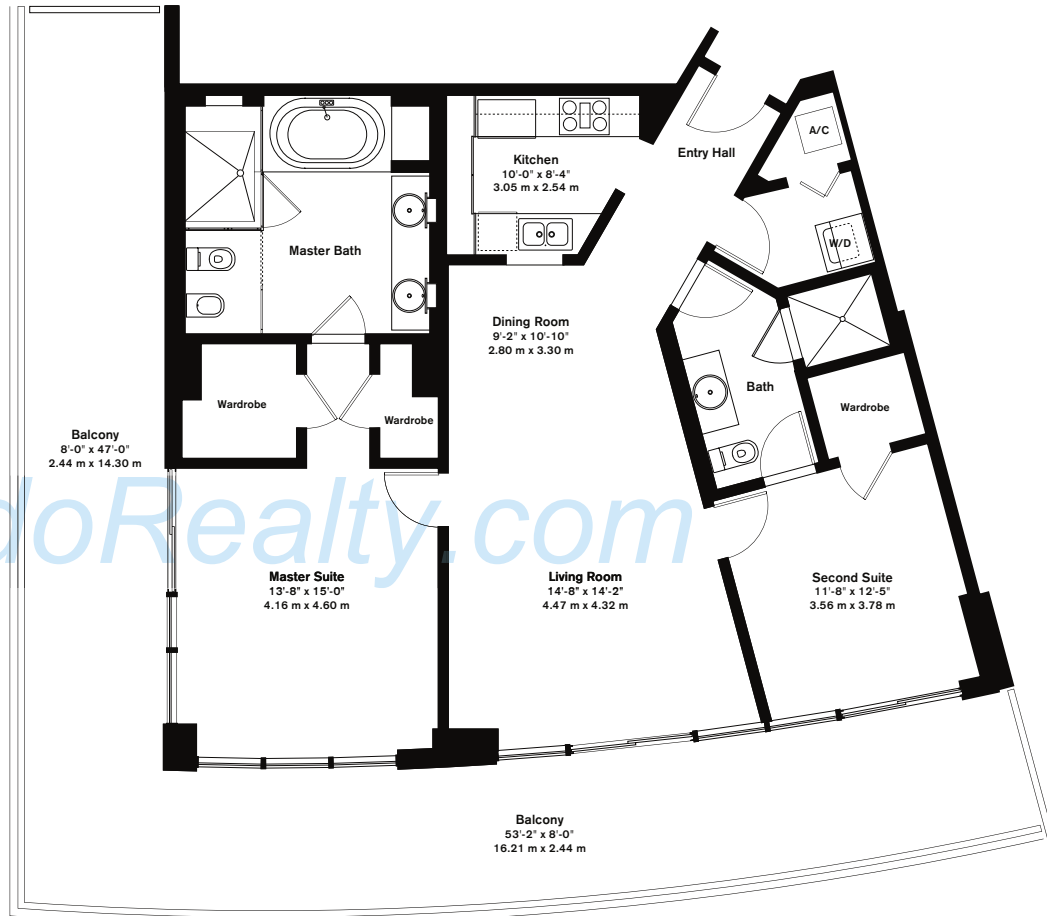 A/C
Entry Hall
Kitchen
10'-0" x 8'-4"
3.05 m x 2.54 m
W/D
Master Bath
Dining Room
9'-2" x 10'-10"
2.80 m x 3.30 m
Bath
Wardrobe
Wardrobe
Wardrobe
Balcony
8'-0" x 47'-0"
2.44 m x 14.30 m
doRealty.com
Master Suite
13'-8" x 15'-0"
4.16 m x 4.60 m
Living Room
14'-8" x 14'-2"
4.47 m x 4.32 m
Second Suite
11'-8" x 12'-5"
3.56 m x 3.78 m
Balcony
53'-2" x 8'-0"
16.21 m x 2.44 m